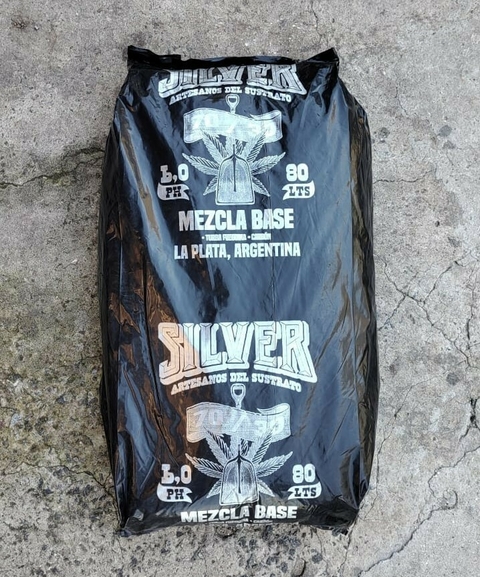 SILVER
ARTESANOS DEL SUSTRATO
70/30
6,0 PH
80 LTS
MEZCLA BASE
LA PLATA, ARGENTINA
SILVER
ARTESANOS DEL SUSTRATO
70/30
6,0 PH
80 LTS
MEZCLA BASE